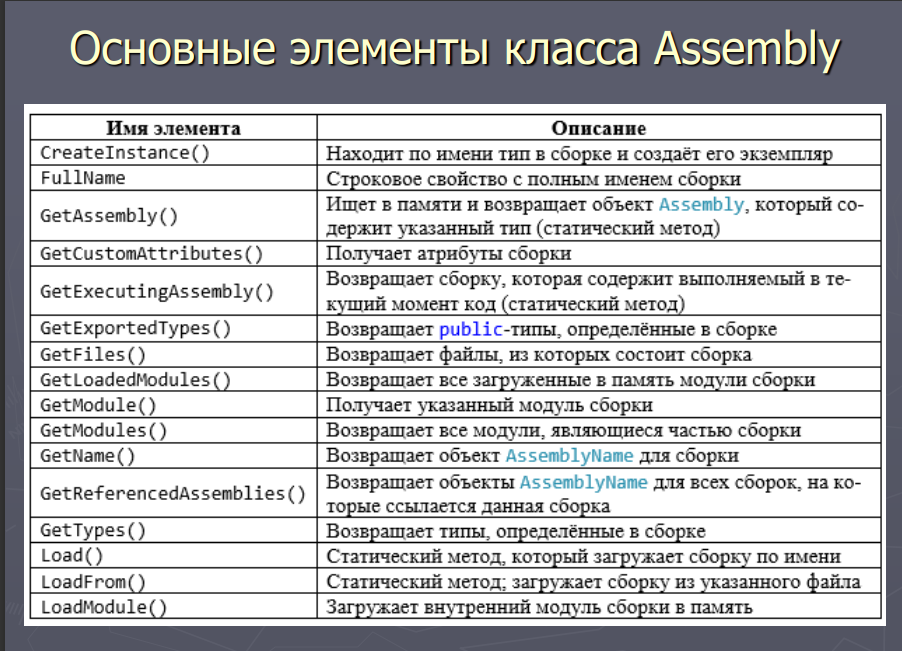 Основные элементы класса Assembly
Имя элемента Описание
CreateInstance() Находит по имени тип в сборке и создаёт его экземпляр
FullName Строковое свойство с полным именем сборки
GetAssembly() Ищет в памяти и возвращает объект Assembly, который со-
держит указанный тип (статический метод)
GetCustomAttributes() Получает атрибуты сборки
GetExecutingAssembly() Возвращает сборку, которая содержит выполняемый в те-
кущий момент код (статический метод)
GetExportedTypes() Возвращает public-типы, определённые в сборке
GetFiles() Возвращает файлы, из которых состоит сборка
GetLoadedModules() Возвращает все загруженные в память модули сборки
GetModule() Получает указанный модуль сборки
GetModules() Возвращает все модули, являющиеся частью сборки
GetName() Возвращает объект AssemblyName для сборки
GetReferencedAssemblies() Возвращает объекты AssemblyName для всех сборок, на ко-
торые ссылается данная сборка
GetTypes() Возвращает типы, определённые в сборке
Load() Статический метод, который загружает сборку по имени
LoadFrom() Статический метод; загружает сборку из указанного файла
LoadModule() Загружает внутренний модуль сборки в память